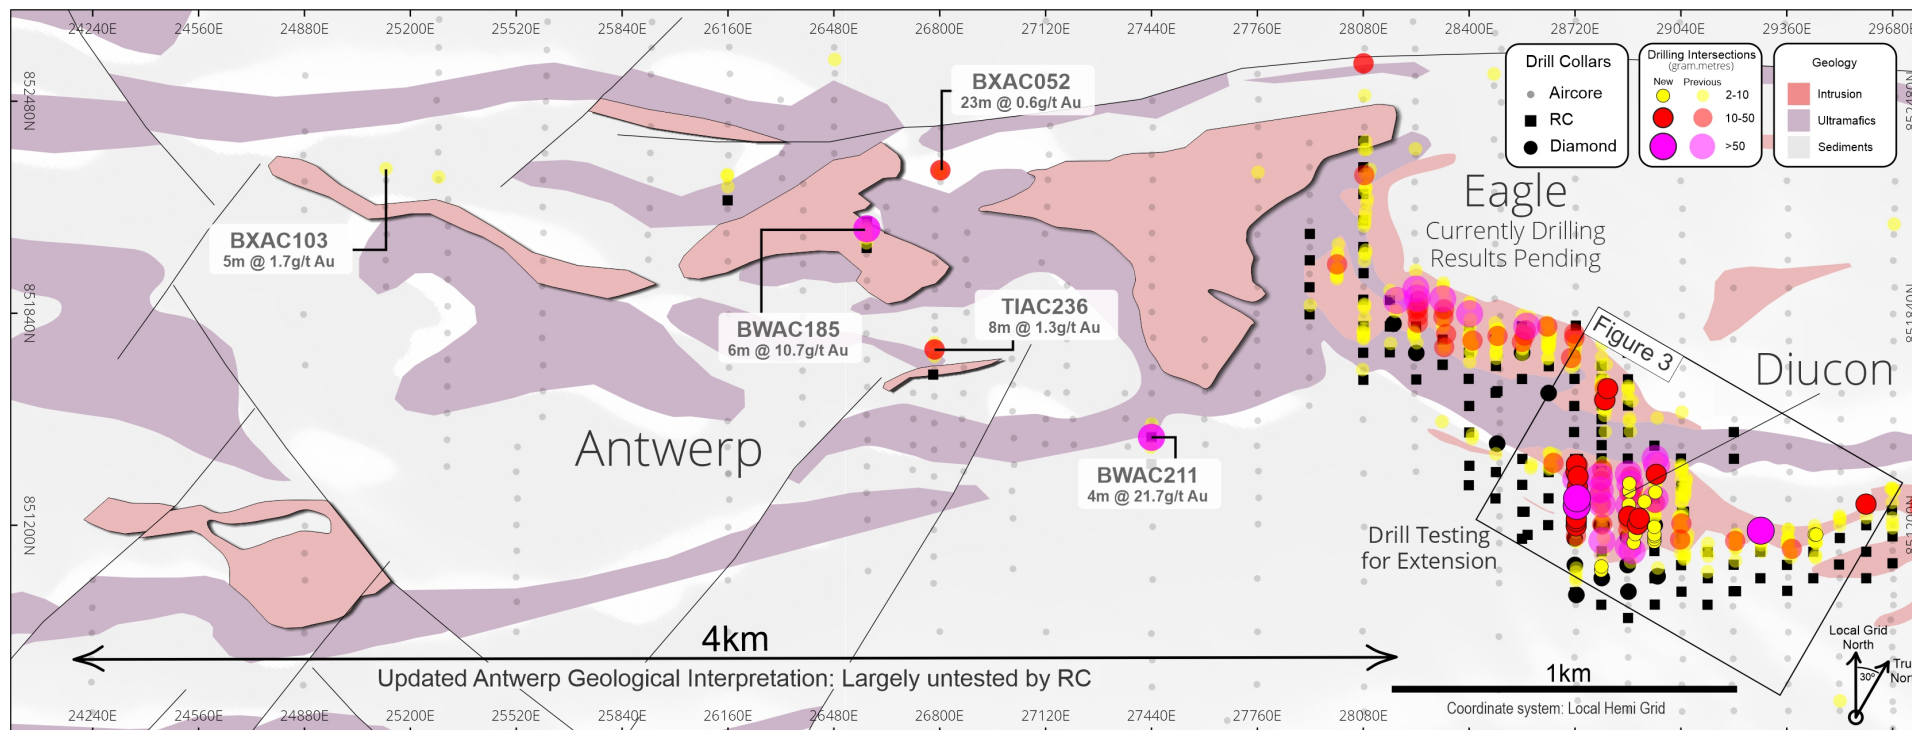 24240E 24560E 24880E 25200E 25520E 25840E 26160E 26480E 26800E 27120E 27440E 27760E 28080E 28400E 28720E 29040E 29360E 29680E
852480N
851840N
851200N
BXAC052
23m @ 0.6g/t Au
BXAC103
5m @ 1.7g/t Au
BWAC185
6m @ 10.7g/t Au
TIAC236
8m @ 1.3g/t Au
BWAC211
4m @ 21.7g/t Au
Antwerp
Eagle
Currently Drilling
Results Pending
Figure 3
Diucon
Drill Testing
for Extension
Drill Collars
Aircore
RC
Diamond
Drilling Intersections
(gram.metres)
New Previous
2-10
10-50
>50
Geology
Intrusion
Ultramafics
Sediments
852480N
851840N
851200N
4km
Updated Antwerp Geological Interpretation: Largely untested by RC
1km
Coordinate system: Local Hemi Grid
Local Grid
North
30°
24240E 24560E 24880E 25200E 25520E 25840E 26160E 26480E 26800E 27120E 27440E 27760E 28080E